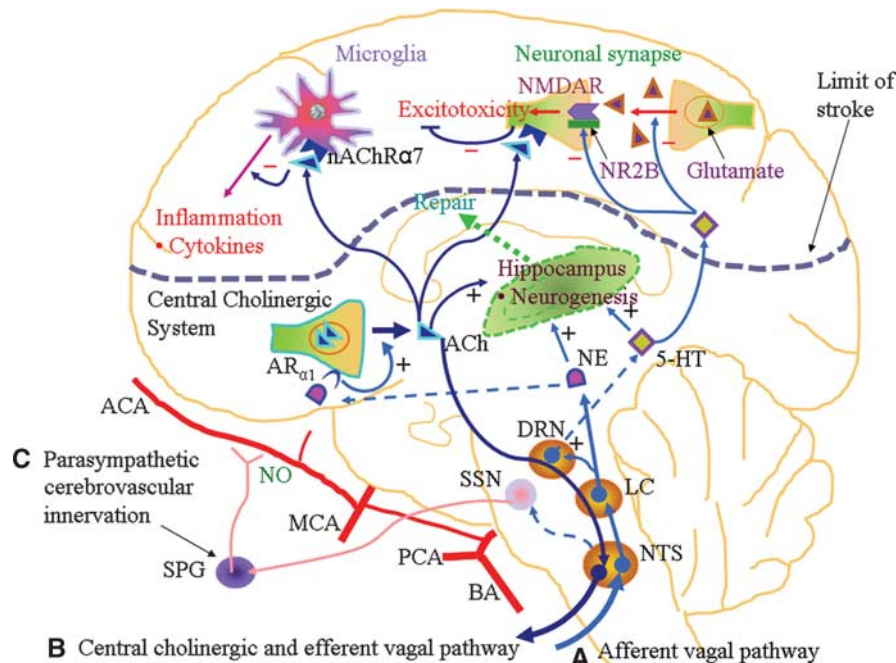 Microglia
Neuronal synapse
NMDAR
Limit of
stroke
Excitotoxicity
nAChRα7
NR2B
Glutamate
Inflammation
• Cytokines
Repair
Hippocampus
• Neurogenesis
Central Cholinergic
System
ARα1
ACh
NE
5-HT
ACA
DRN
C Parasympathetic
cerebrovascular
innervation
NO
SSN
LC
MCA
SPG
PCA
NTS
BA
B Central cholinergic and efferent vagal pathway
A Afferent vagal pathway